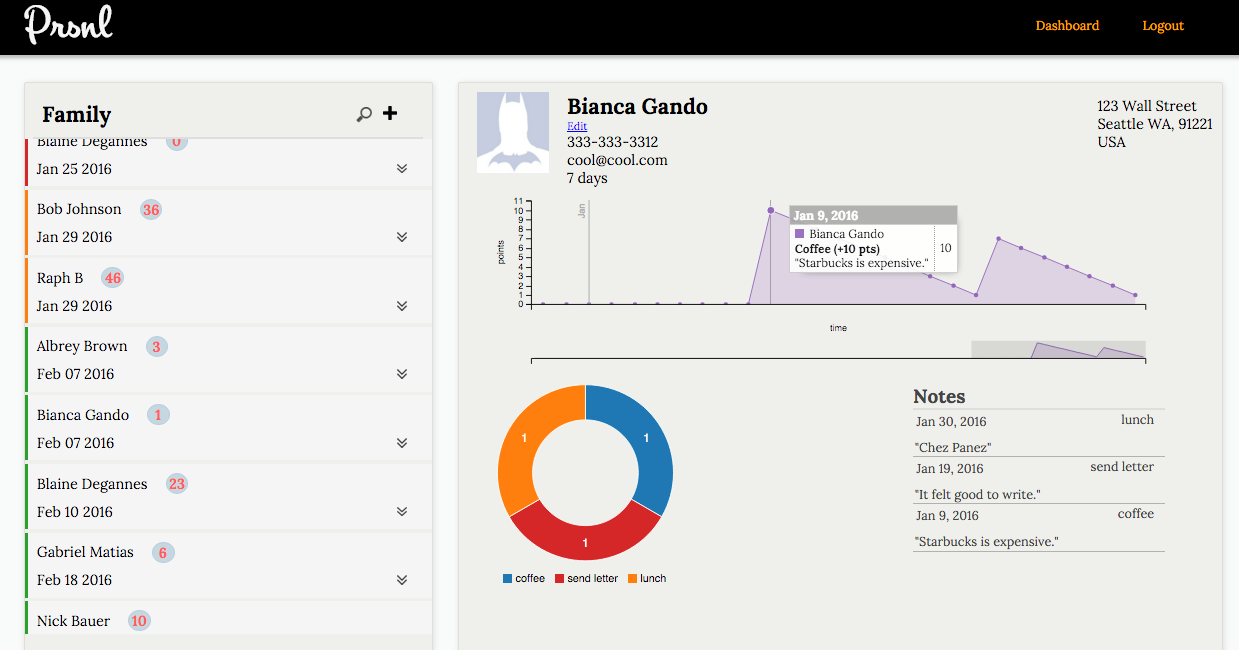 Prsnl
Dashboard Logout
Family
Blaine Degannes 0
Jan 25 2016
Bob Johnson 36
Jan 29 2016
Raph B 46
Jan 29 2016
Albrey Brown 3
Feb 07 2016
Bianca Gando 1
Feb 07 2016
Blaine Degannes 23
Feb 10 2016
Gabriel Matias 6
Feb 18 2016
Nick Bauer 10
Bianca Gando
Edit
333-333-3312
cool@cool.com
7 days
123 Wall Street
Seattle WA, 91221
USA
points
11
10
9
8
7
6
5
4
3
2
1
0
Jan
Jan 9, 2016
Bianca Gando
Coffee (+10 pts) 10
"Starbucks is expensive."
time
1 1
1
coffee send letter lunch
Notes
Jan 30, 2016 lunch
"Chez Panez"
Jan 19, 2016 send letter
"It felt good to write."
Jan 9, 2016 coffee
"Starbucks is expensive."